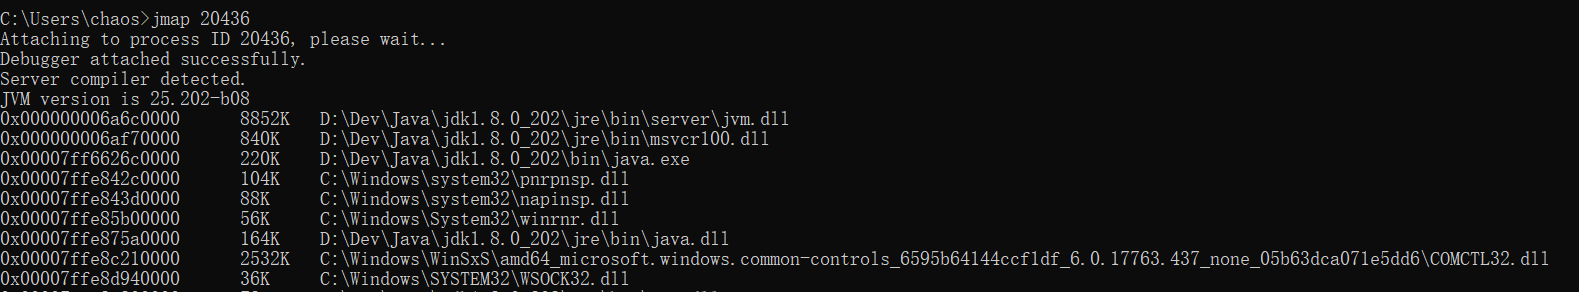 C:\Users\chaos>jmap 20436
Attaching to process ID 20436, please wait...
Debugger attached successfully.
Server compiler detected.
JVM version is 25.202-b08
0x000000006a6c0000      8852K   D:\Dev\Java\jdk1.8.0_202\jre\bin\server\jvm.dll
0x000000006af70000      840K    D:\Dev\Java\jdk1.8.0_202\jre\bin\msvcr100.dll
0x00007ff6626c0000      220K    D:\Dev\Java\jdk1.8.0_202\bin\java.exe
0x00007ffe842c0000      104K    C:\Windows\system32\pnrpnsp.dll
0x00007ffe843d0000      88K     C:\Windows\system32\napinsp.dll
0x00007ffe85b00000      56K     C:\Windows\System32\winrnr.dll
0x00007ffe875a0000      164K    D:\Dev\Java\jdk1.8.0_202\jre\bin\java.dll
0x00007ffe8c210000      2532K   C:\Windows\WinSxS\amd64_microsoft.windows.common-controls_6595b64144ccf1df_6.0.17763.437_none_05b63dca071e5dd6\COMCTL32.dll
0x00007ffe8d940000      36K     C:\Windows\SYSTEM32\WSOCK32.dll